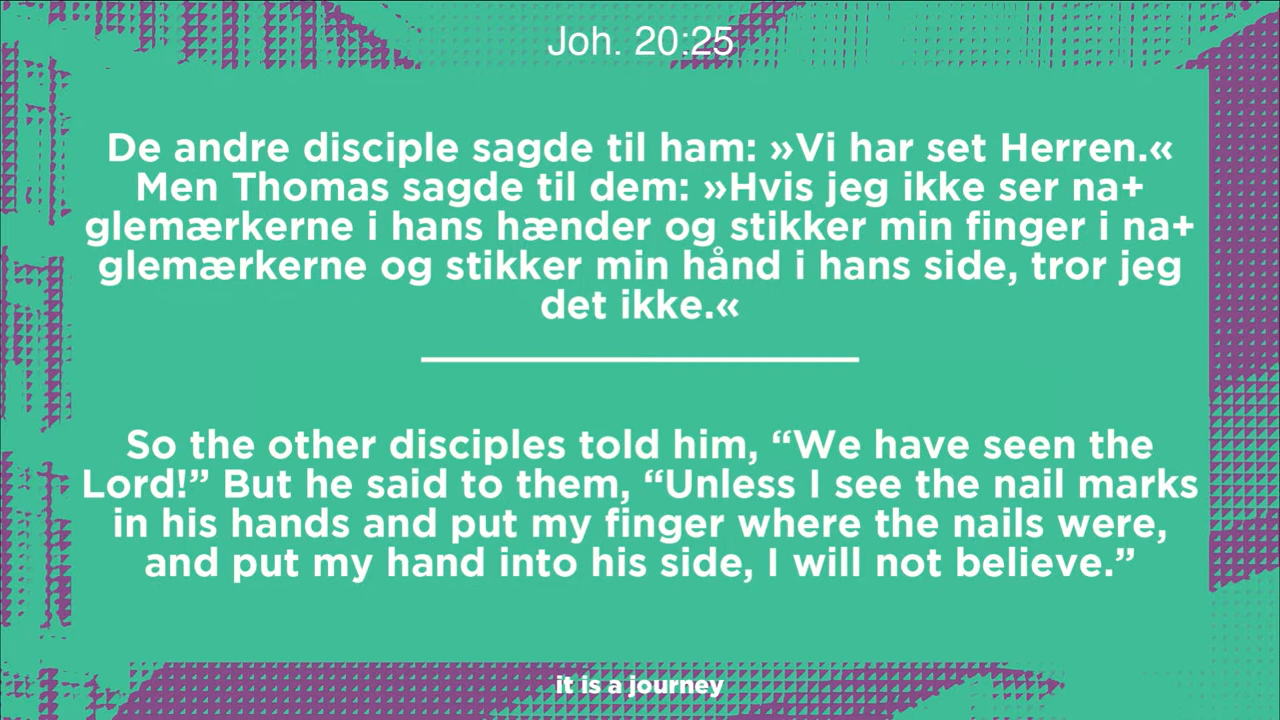 Joh. 20:25
De andre disciple sagde til ham: »Vi har set Herren.«
Men Thomas sagde til dem: »Hvis jeg ikke ser na+
glemærkerne i hans hænder og stikker min finger i na+
glemærkerne og stikker min hånd i hans side, tror jeg
det ikke.«
So the other disciples told him, “We have seen the
Lord!” But he said to them, “Unless I see the nail marks
in his hands and put my finger where the nails were,
and put my hand into his side, I will not believe.”
it is a journey